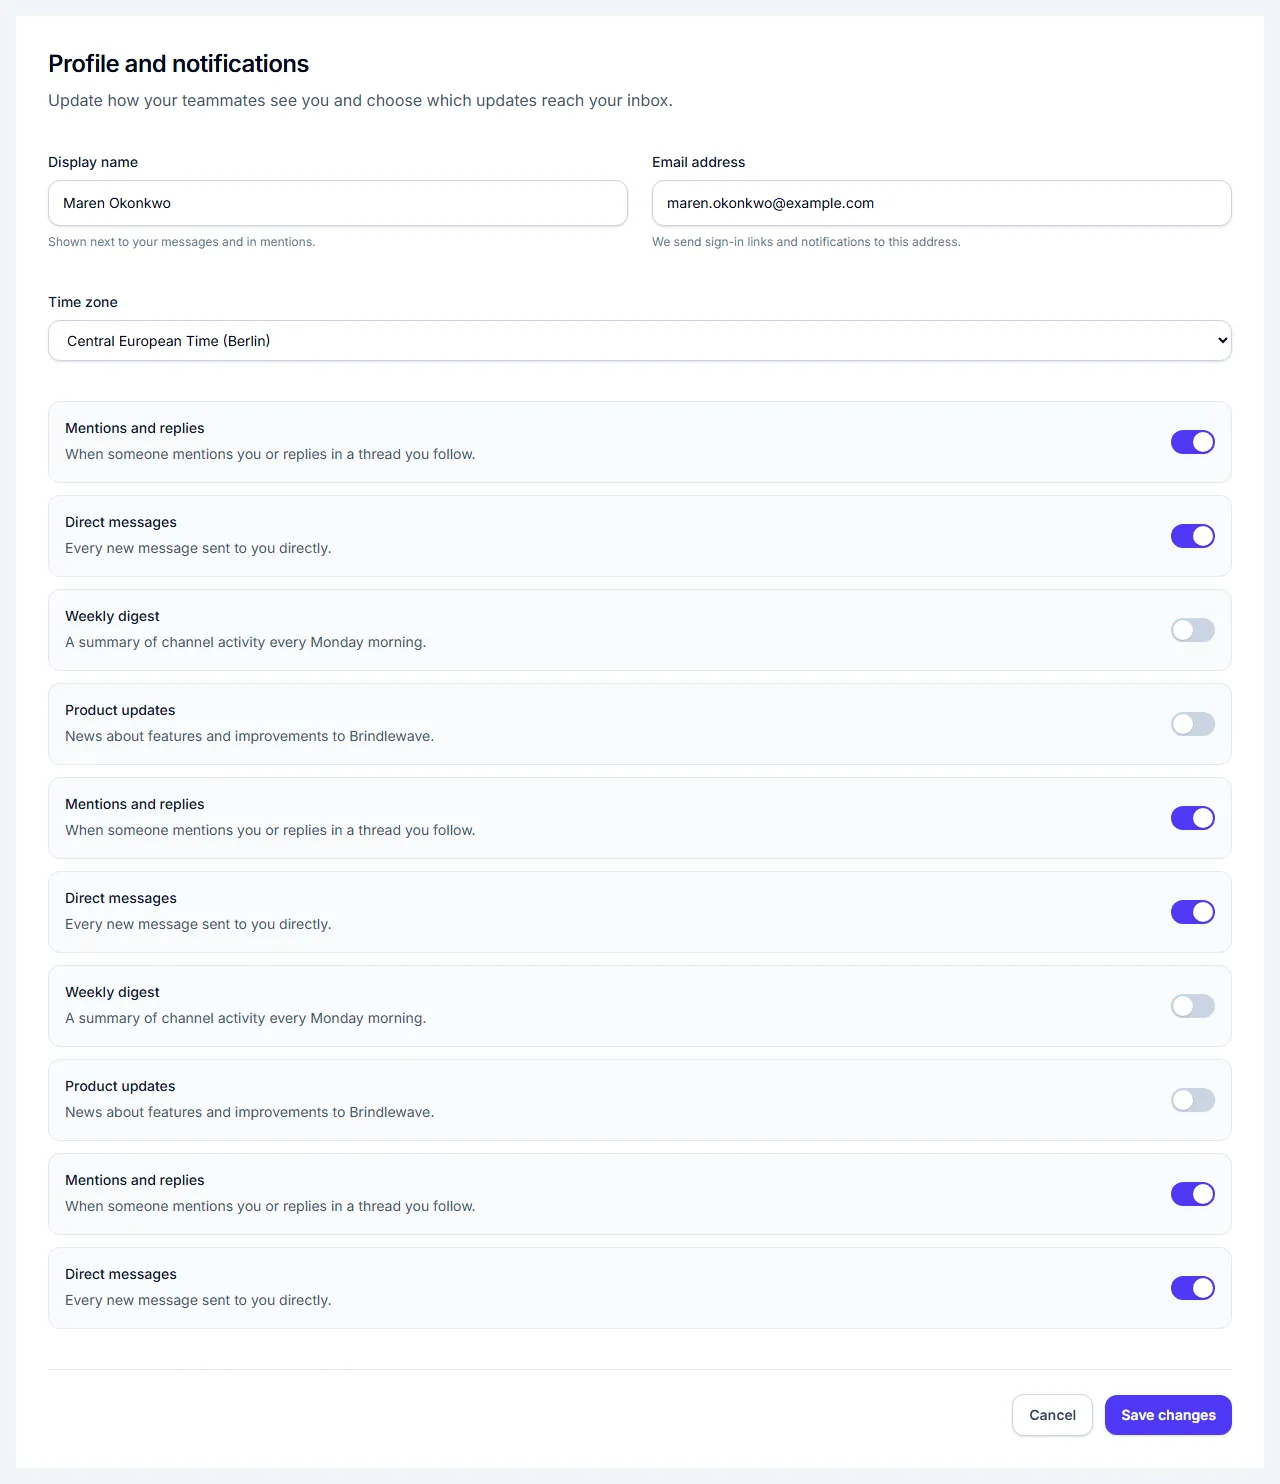 Profile and notifications
Update how your teammates see you and choose which updates reach your inbox.
Display name
Maren Okonkwo
Shown next to your messages and in mentions.
Email address
maren.okonkwo@example.com
We send sign-in links and notifications to this address.
Time zone
Central European Time (Berlin)
Mentions and replies
When someone mentions you or replies in a thread you follow.
Direct messages
Every new message sent to you directly.
Weekly digest
A summary of channel activity every Monday morning.
Product updates
News about features and improvements to Brindlewave.
Mentions and replies
When someone mentions you or replies in a thread you follow.
Direct messages
Every new message sent to you directly.
Weekly digest
A summary of channel activity every Monday morning.
Product updates
News about features and improvements to Brindlewave.
Mentions and replies
When someone mentions you or replies in a thread you follow.
Direct messages
Every new message sent to you directly.
Cancel
Save changes